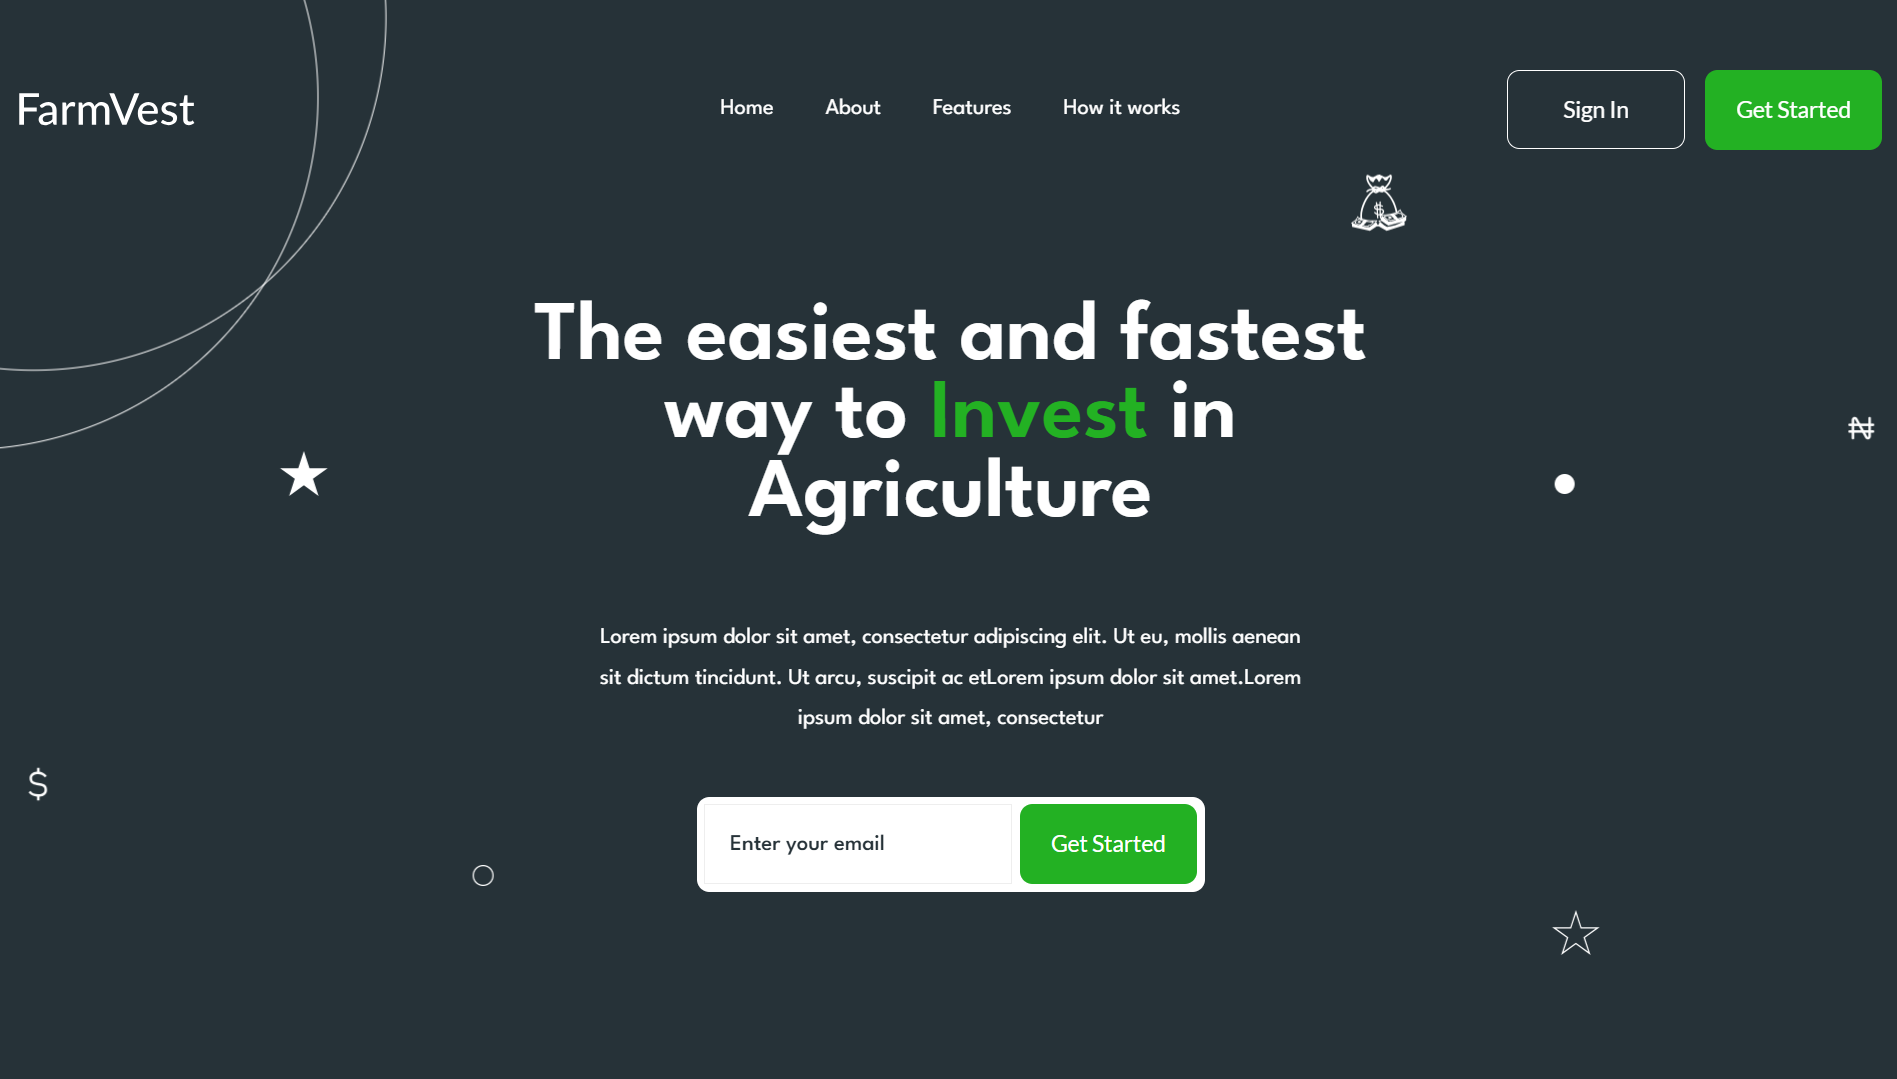 FarmVest
Home
About
Features
How it works
Sign In
Get Started
$
The easiest and fastest
way to Invest in
Agriculture
₦
Lorem ipsum dolor sit amet, consectetur adipiscing elit. Ut eu, mollis aenean
sit dictum tincidunt. Ut arcu, suscipit ac etLorem ipsum dolor sit amet.Lorem
ipsum dolor sit amet, consectetur
$
Enter your email
Get Started